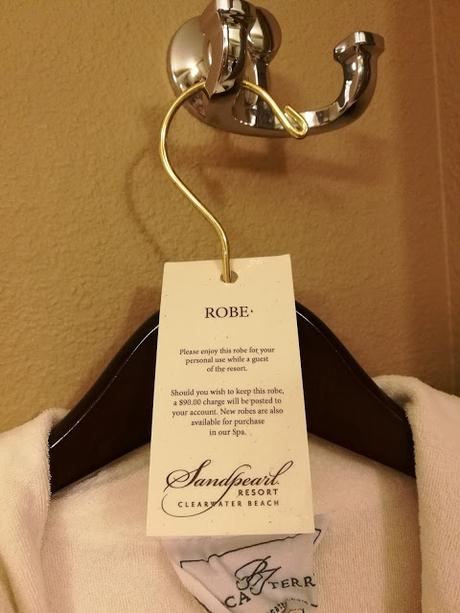 ROBE
Please enjoy this robe for your
personal use while a guest
of the resort.
Should you wish to keep this robe,
a $90.00 charge will be posted to
your account. New robes are also
available for purchase
in our Spa.
Sandpearl
RESORT
CLEARWATER BEACH
CA TERR